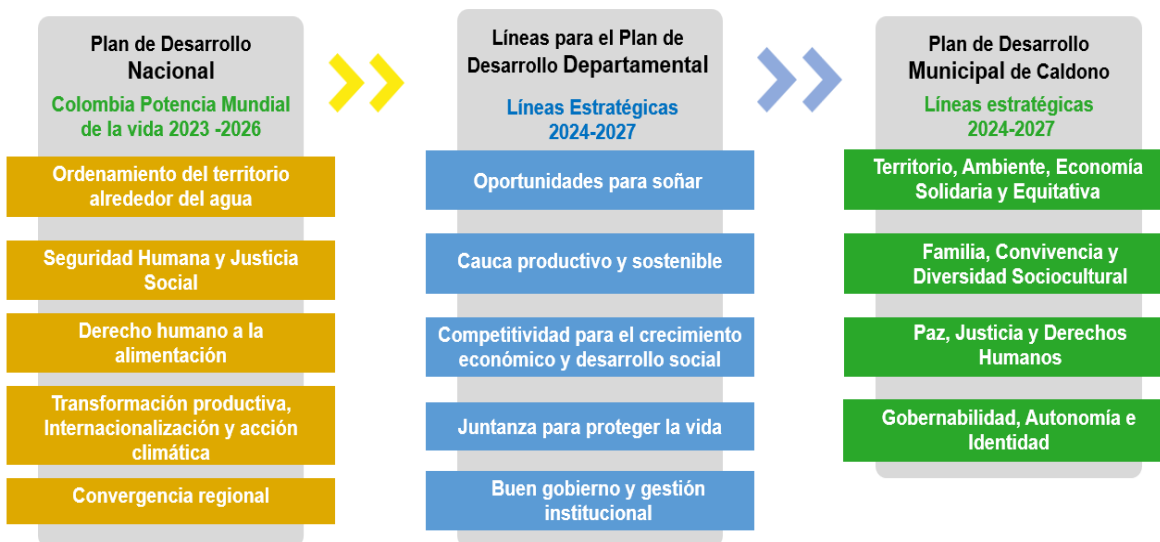 Plan de Desarrollo
Nacional
Colombia Potencia Mundial
de la vida 2023 -2026
Ordenamiento del territorio
alrededor del agua
Seguridad Humana y Justicia
Social
Derecho humano a la
alimentación
Transformación productiva,
Internacionalización y acción
climática
Convergencia regional
Líneas para el Plan de
Desarrollo Departamental
Líneas Estratégicas
2024-2027
Oportunidades para soñar
Cauca productivo y sostenible
Competitividad para el crecimiento
económico y desarrollo social
Juntanza para proteger la vida
Buen gobierno y gestión
institucional
Plan de Desarrollo
Municipal de Caldono
Líneas estratégicas
2024-2027
Territorio, Ambiente, Economía
Solidaria y Equitativa
Familia, Convivencia y
Diversidad Sociocultural
Paz, Justicia y Derechos
Humanos
Gobernabilidad, Autonomía e
Identidad